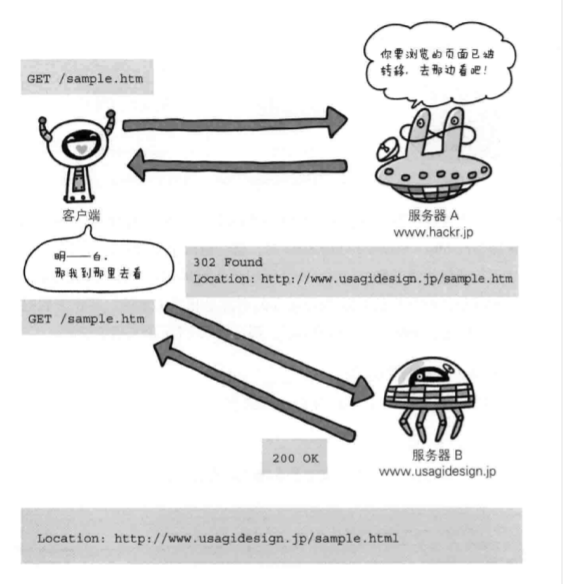 你要浏览的页面已被
转移，去那边看吧！
GET /sample.htm
客户端
服务器 A
www.hackr.jp
明——白，
那我到那里去看
302 Found
Location: http://www.usagidesign.jp/sample.htm
GET /sample.htm
200 OK
服务器 B
www.usagidesign.jp
Location: http://www.usagidesign.jp/sample.html